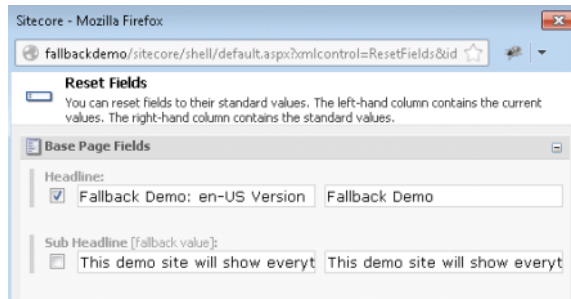 Sitecore - Mozilla Firefox
fallbackdemo/sitecore/shell/default.aspx?xmlcontrol=ResetFields&id
Reset Fields
You can reset fields to their standard values. The left-hand column contains the current
values. The right-hand column contains the standard values.
Base Page Fields
Headline:
Fallback Demo: en-US Version Fallback Demo
Sub Headline [fallback value]:
This demo site will show everyt This demo site will show everyt